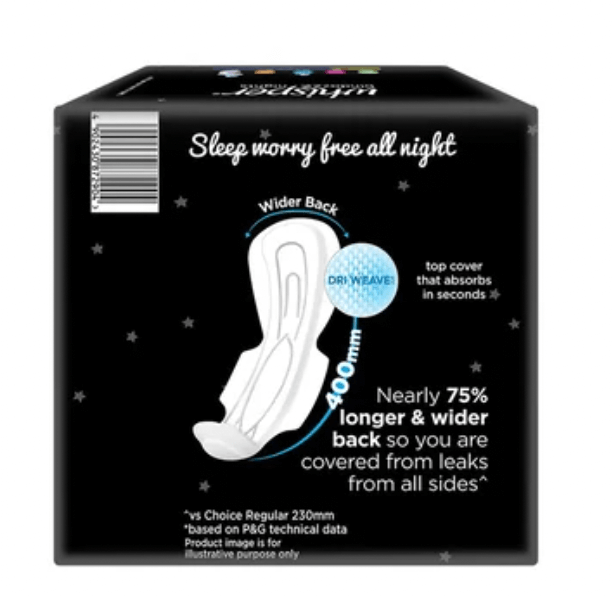 whisper
Sleep worry free all night
Wider Back
DRI WEAVE
top cover
that absorbs
in seconds
400mm
Nearly 75%
longer & wider
back so you are
covered from leaks
from all sides^
^vs Choice Regular 230mm
*based on P&G technical data
Product image is for
illustrative purpose only